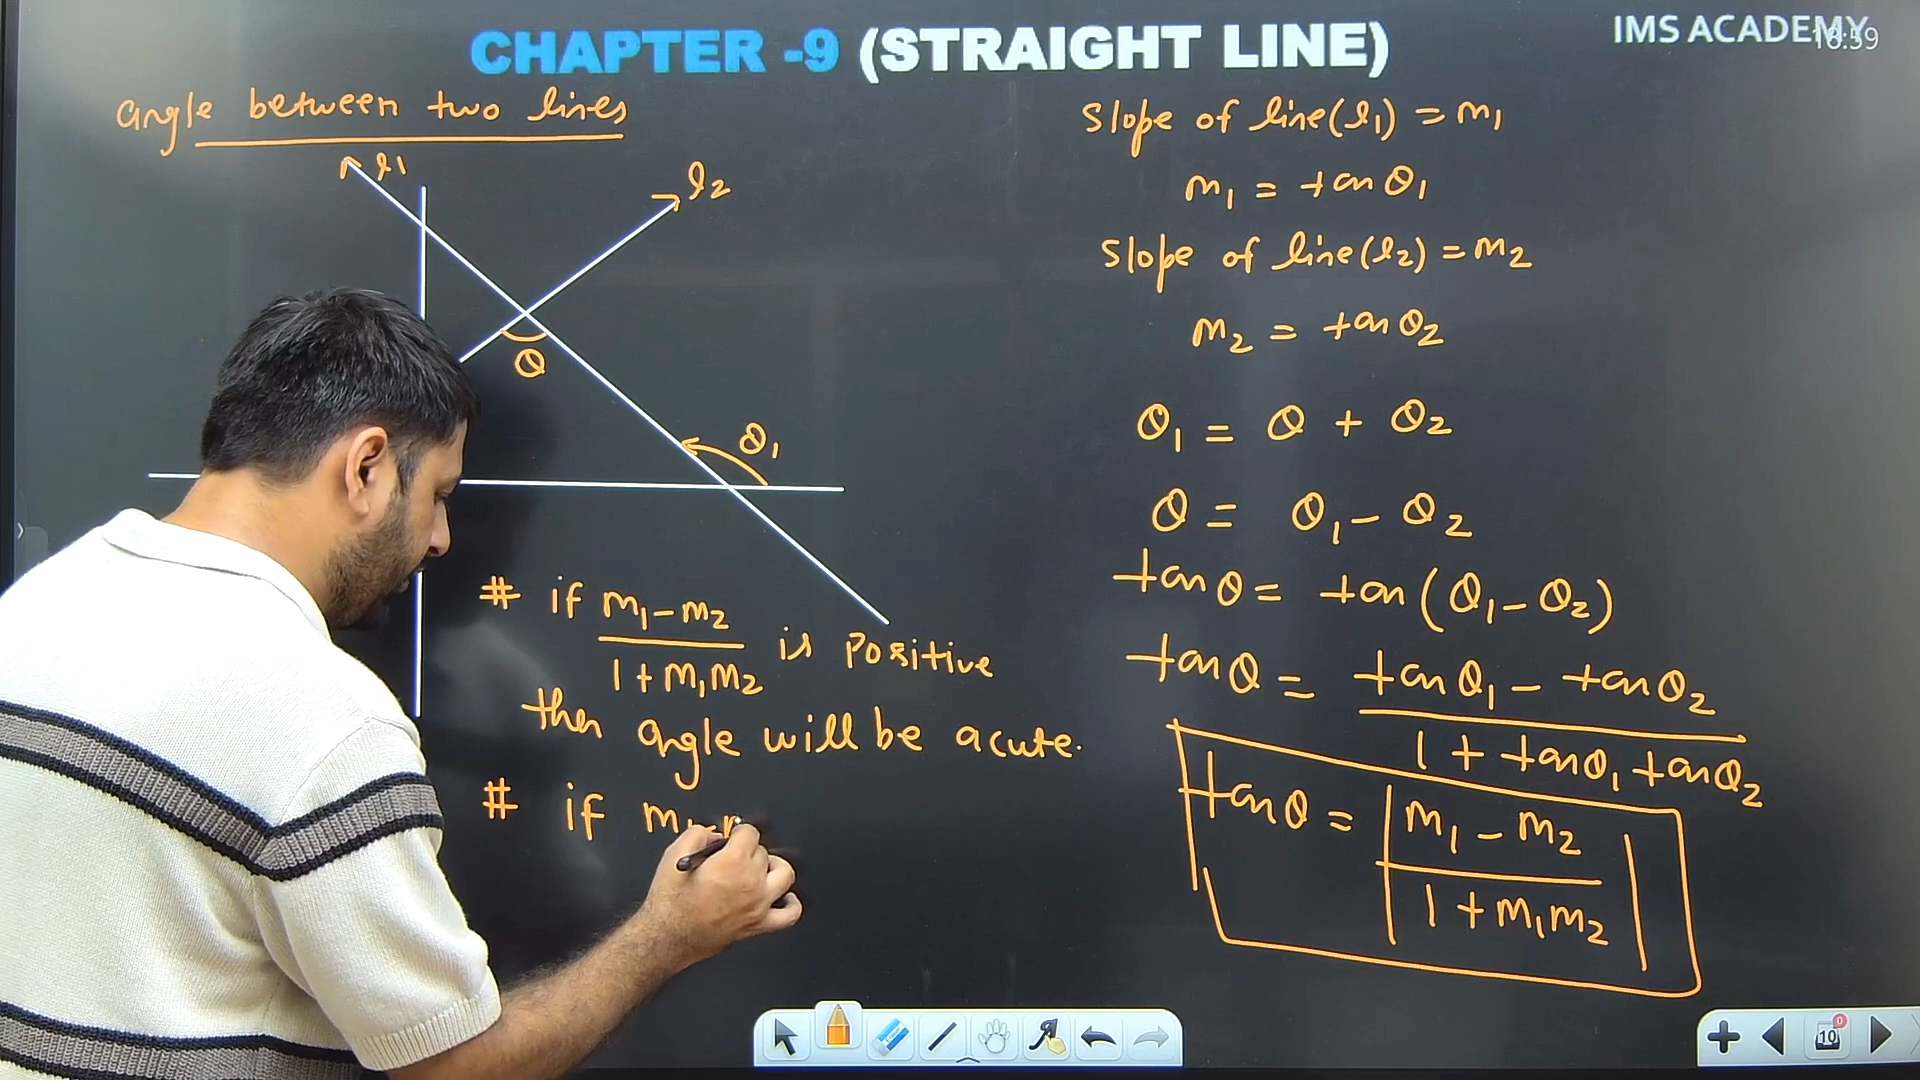 CHAPTER -9 (STRAIGHT LINE)
IMS ACADEMY
angle between two lines
l1
l2
θ
θ1
# if m1 - m2 / 1 + m1m2 is positive
then angle will be acute.
# if m1 -
Slope of line(l1) = m1
m1 = tan θ1
Slope of line(l2) = m2
m2 = tan θ2
θ1 = θ + θ2
θ = θ1 - θ2
tan θ = tan (θ1 - θ2)
tan θ = tan θ1 - tan θ2 / 1 + tan θ1 tan θ2
tan θ = | m1 - m2 / 1 + m1m2 |
10
0